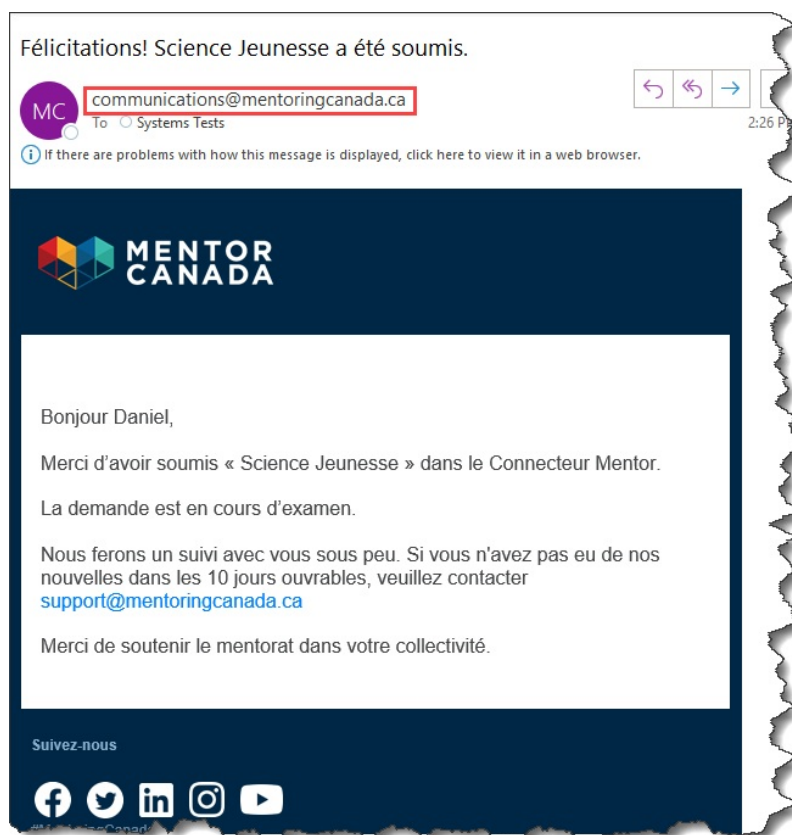 Félicitations! Science Jeunesse a été soumis.
MC
communications@mentoringcanada.ca
To Systems Tests
2:26 P
If there are problems with how this message is displayed, click here to view it in a web browser.
MENTOR
CANADA
Bonjour Daniel,
Merci d’avoir soumis « Science Jeunesse » dans le Connecteur Mentor.
La demande est en cours d’examen.
Nous ferons un suivi avec vous sous peu. Si vous n'avez pas eu de nos
nouvelles dans les 10 jours ouvrables, veuillez contacter
support@mentoringcanada.ca
Merci de soutenir le mentorat dans votre collectivité.
Suivez-nous